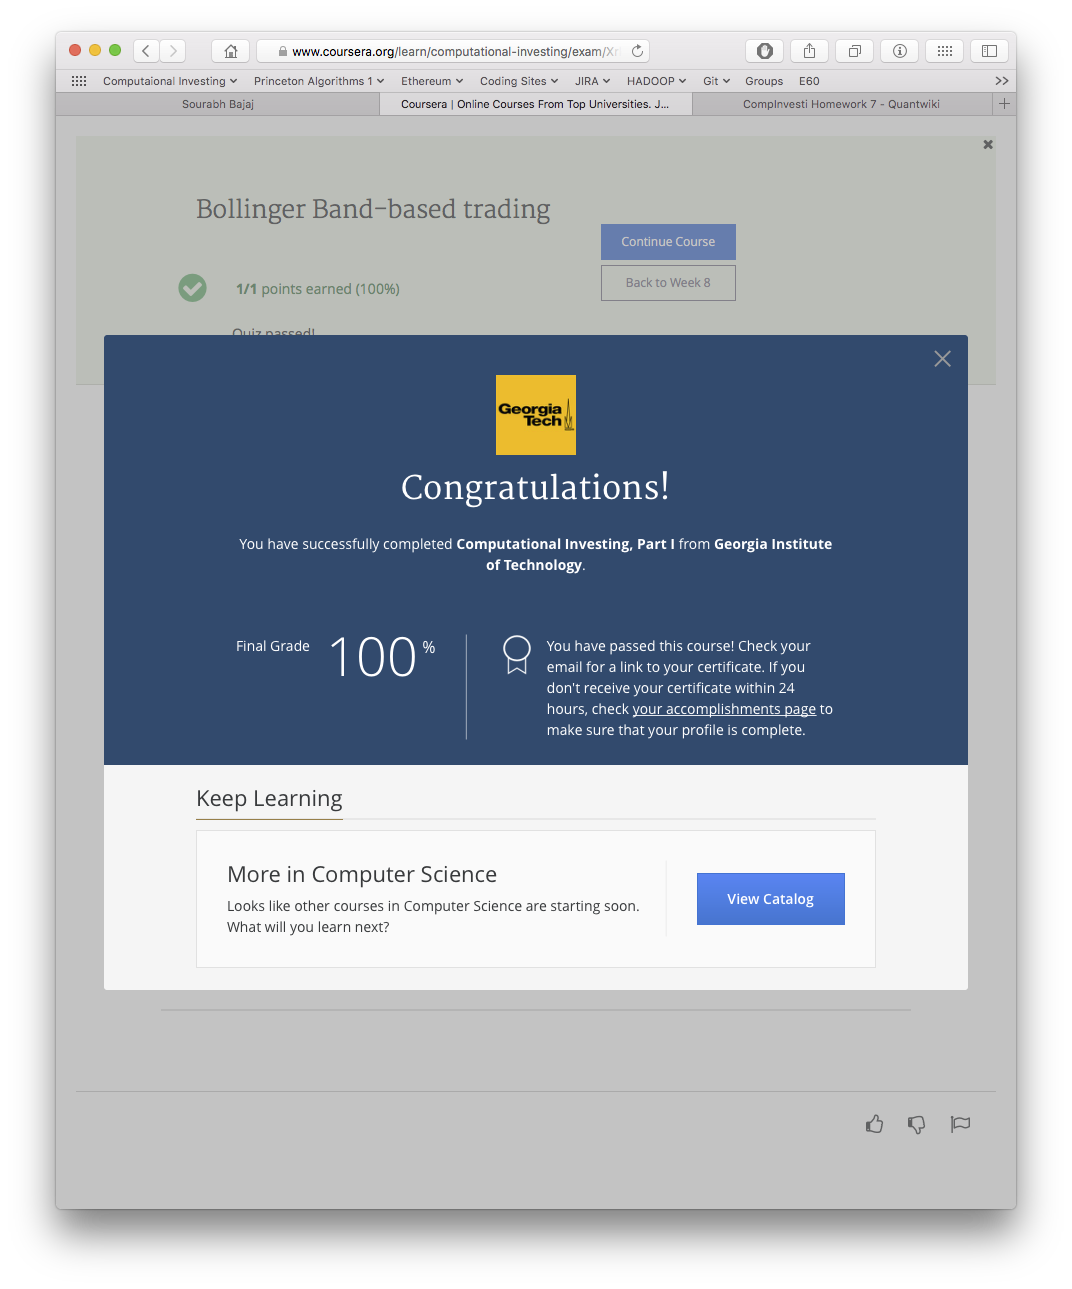 www.coursera.org/learn/computational-investing/exam/
Computaional Investing Princeton Algorithms 1 Ethereum Coding Sites JIRA HADOOP Git Groups E60
Sourabh Bajaj Coursera | Online Courses From Top Universities. J... CompInvesti Homework 7 - Quantwiki
Bollinger Band-based trading
Continue Course
1/1 points earned (100%)
Back to Week 8
Quiz passed!
Georgia
Tech
Congratulations!
You have successfully completed Computational Investing, Part I from Georgia Institute
of Technology.
Final Grade 100 %
You have passed this course! Check your
email for a link to your certificate. If you
don't receive your certificate within 24
hours, check your accomplishments page to
make sure that your profile is complete.
Keep Learning
More in Computer Science
Looks like other courses in Computer Science are starting soon.
What will you learn next?
View Catalog